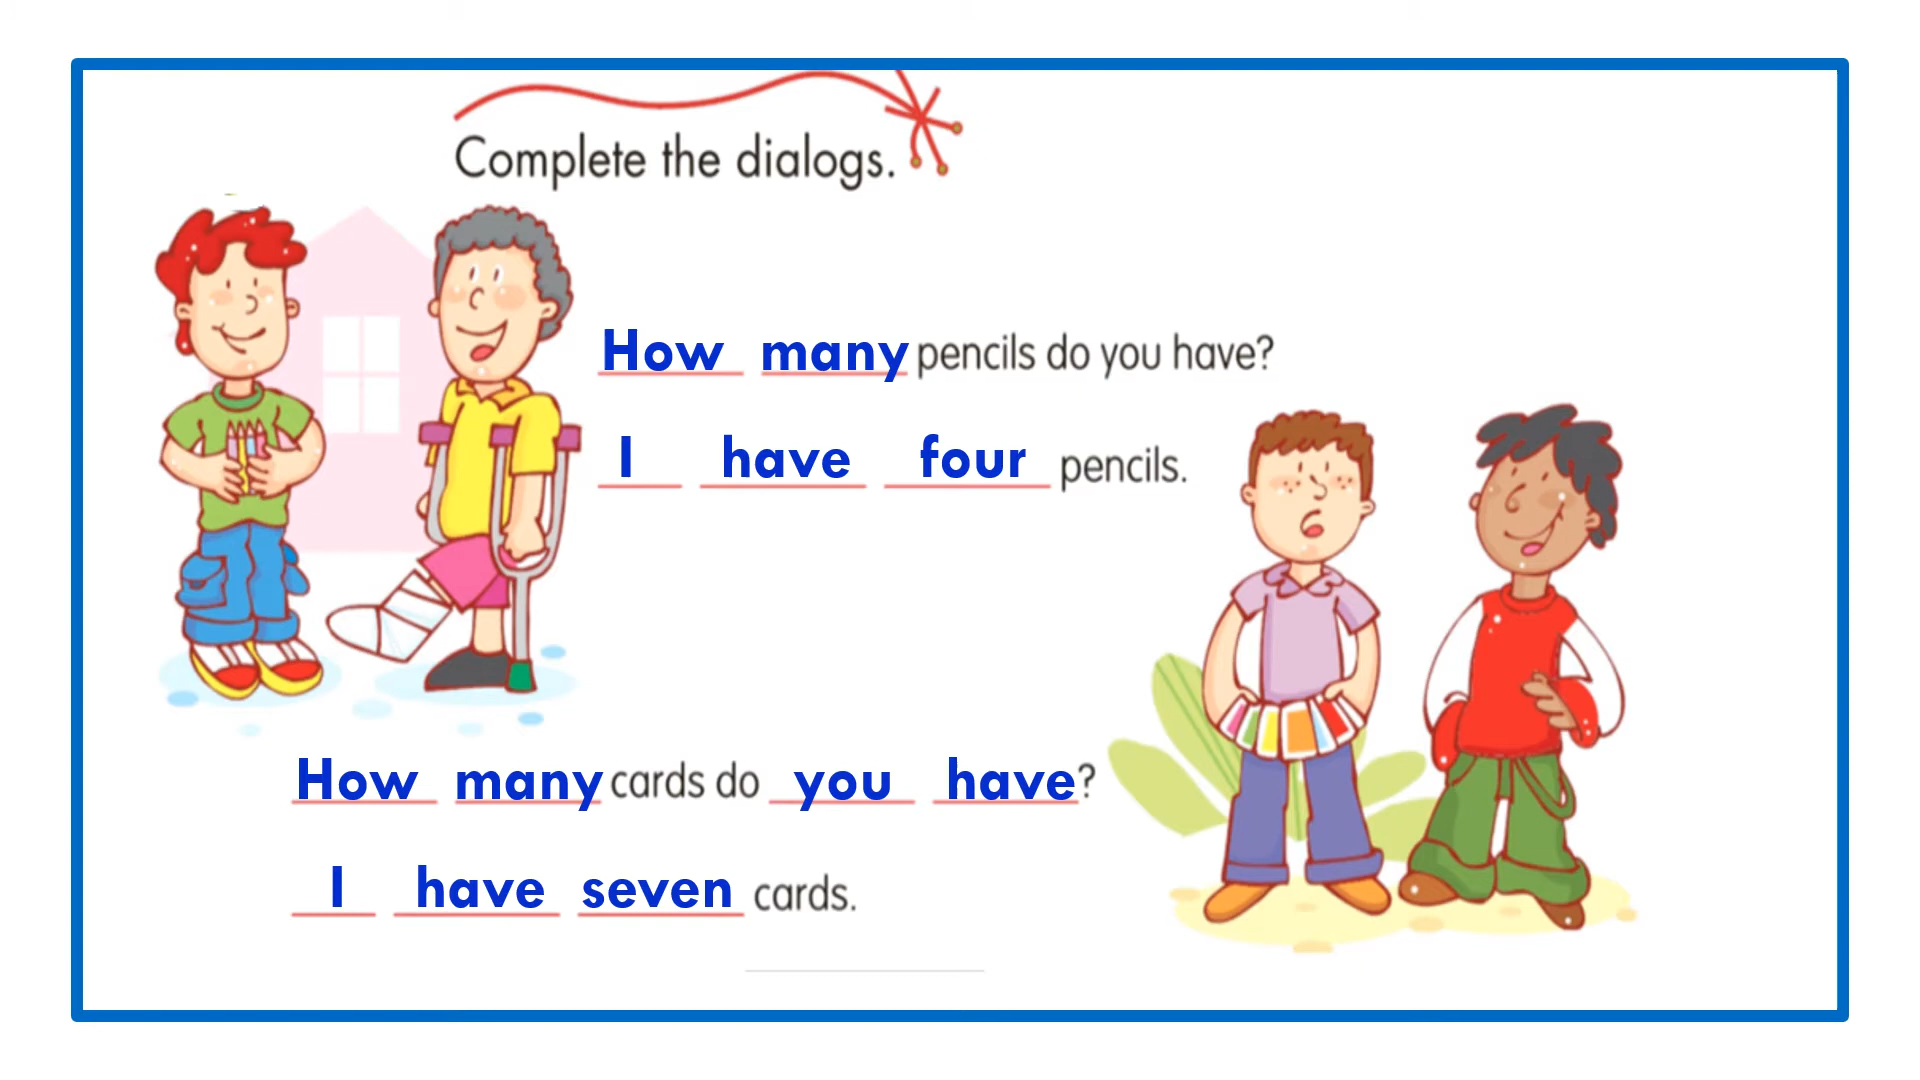 Complete the dialogs.
How many pencils do you have?
I have four pencils.
How many cards do you have?
I have seven cards.